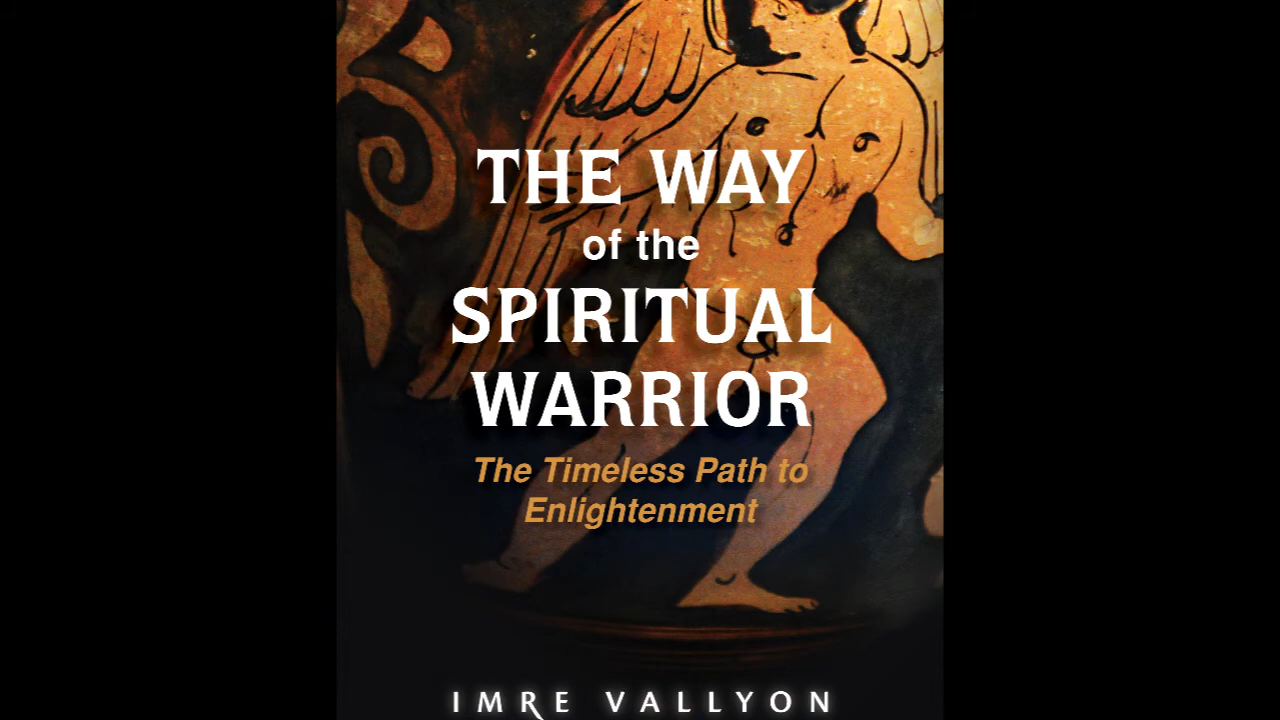 THE WAY
of the
SPIRITUAL
WARRIOR
The Timeless Path to
Enlightenment
IMRE VALLYON